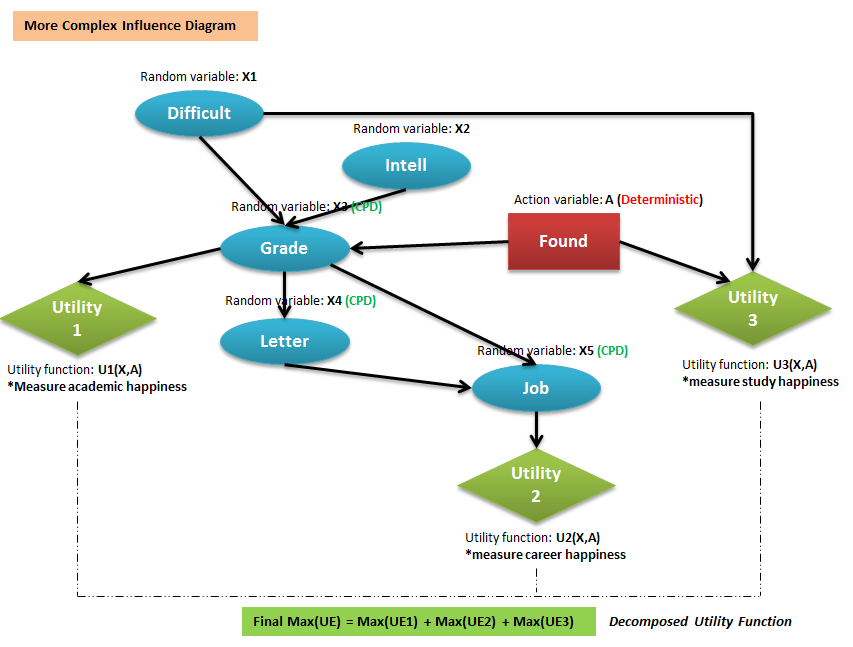 More Complex Influence Diagram
Random variable: X1
Difficult
Random variable: X2
Intell
Random variable: X3 (CPD)
Action variable: A (Deterministic)
Grade
Found
Utility
1
Utility
3
Random variable: X4 (CPD)
Letter
Random variable: X5 (CPD)
Job
Utility function: U1(X,A)
*Measure academic happiness
Utility function: U3(X,A)
*measure study happiness
Utility
2
Utility function: U2(X,A)
*measure career happiness
Final Max(UE) = Max(UE1) + Max(UE2) + Max(UE3)
Decomposed Utility Function